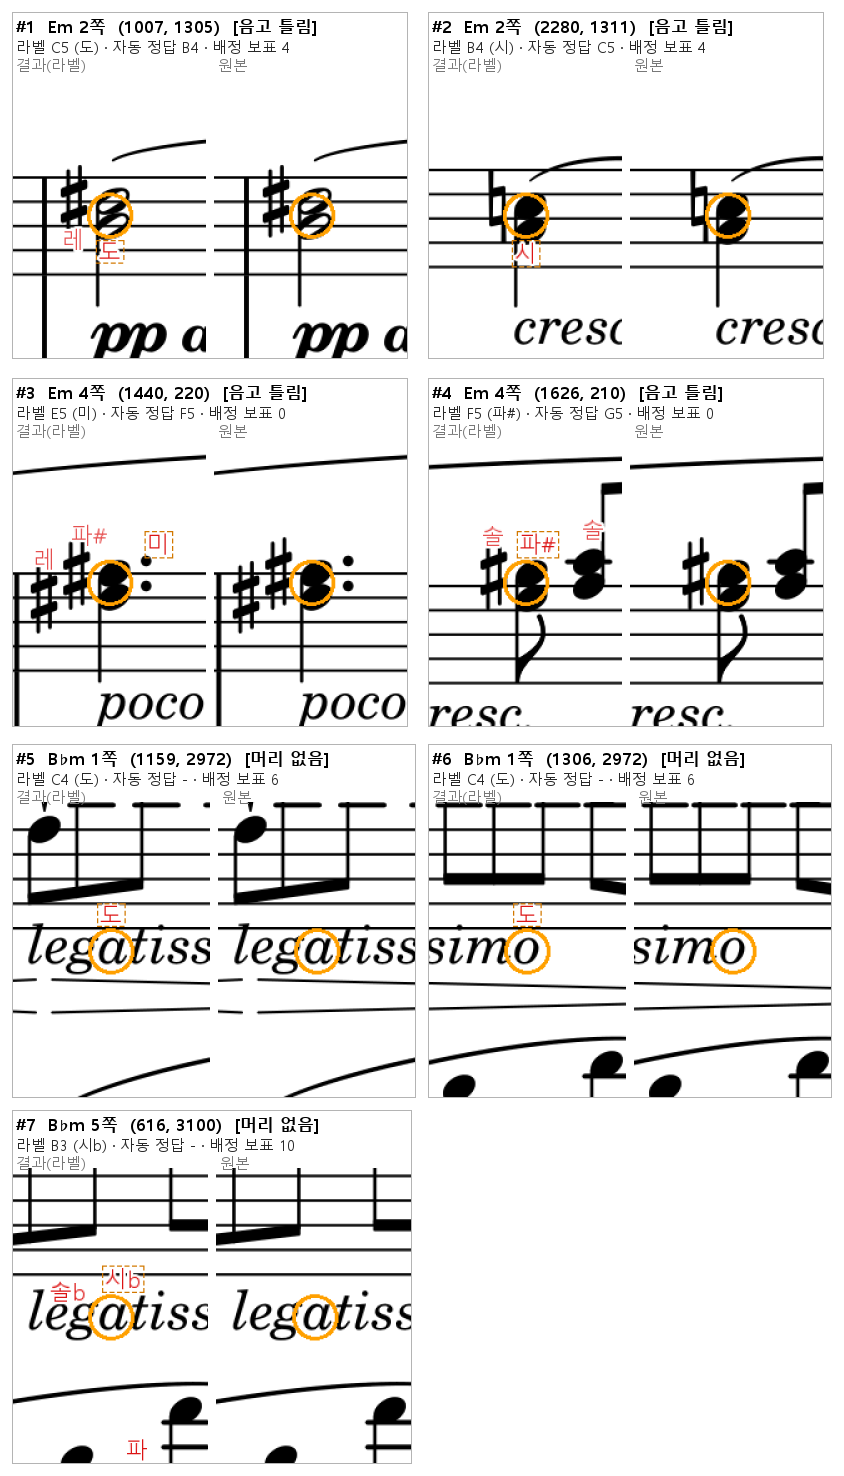 #1 Em 2쪽 (1007, 1305) [음고 틀림]
라벨 C5 (도) · 자동 정답 B4 · 배정 보표 4
결과(라벨) 원본
레 도
pp a pp a
#2 Em 2쪽 (2280, 1311) [음고 틀림]
라벨 B4 (시) · 자동 정답 C5 · 배정 보표 4
결과(라벨) 원본
시
cresc cresc
#3 Em 4쪽 (1440, 220) [음고 틀림]
라벨 E5 (미) · 자동 정답 F5 · 배정 보표 0
결과(라벨) 원본
레 파# 미
poco poco
#4 Em 4쪽 (1626, 210) [음고 틀림]
라벨 F5 (파#) · 자동 정답 G5 · 배정 보표 0
결과(라벨) 원본
솔 파# 솔
resc. resc.
#5 B♭m 1쪽 (1159, 2972) [머리 없음]
라벨 C4 (도) · 자동 정답 - · 배정 보표 6
결과(라벨) 원본
도
legatiss legatiss
#6 B♭m 1쪽 (1306, 2972) [머리 없음]
라벨 C4 (도) · 자동 정답 - · 배정 보표 6
결과(라벨) 원본
도
simo simo
#7 B♭m 5쪽 (616, 3100) [머리 없음]
라벨 B3 (시b) · 자동 정답 - · 배정 보표 10
결과(라벨) 원본
솔b 시b
legatiss legatiss
파